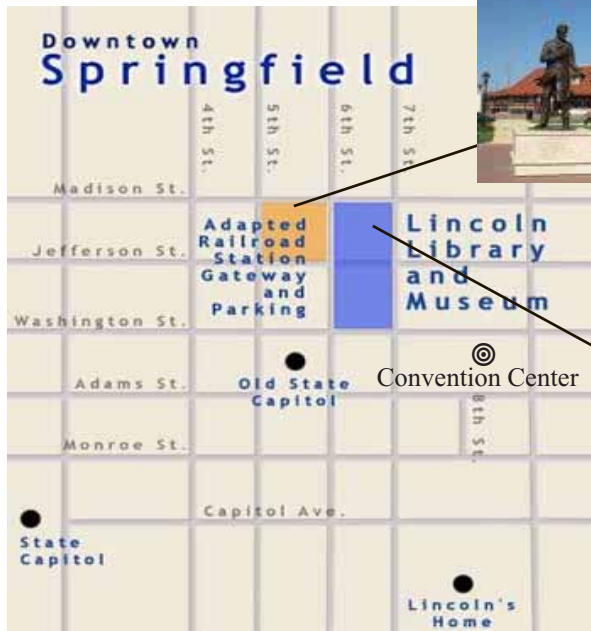 Downtown
Springfield
4th St.
5th St.
6th St.
7th St.
Madison St.
Adapted
Railroad
Station
Gateway
and
Parking
Lincoln
Library
and
Museum
Jefferson St.
Washington St.
Old State
Capitol
Convention Center
Adams St.
8th St.
Monroe St.
Capitol Ave.
State
Capitol
Lincoln's
Home